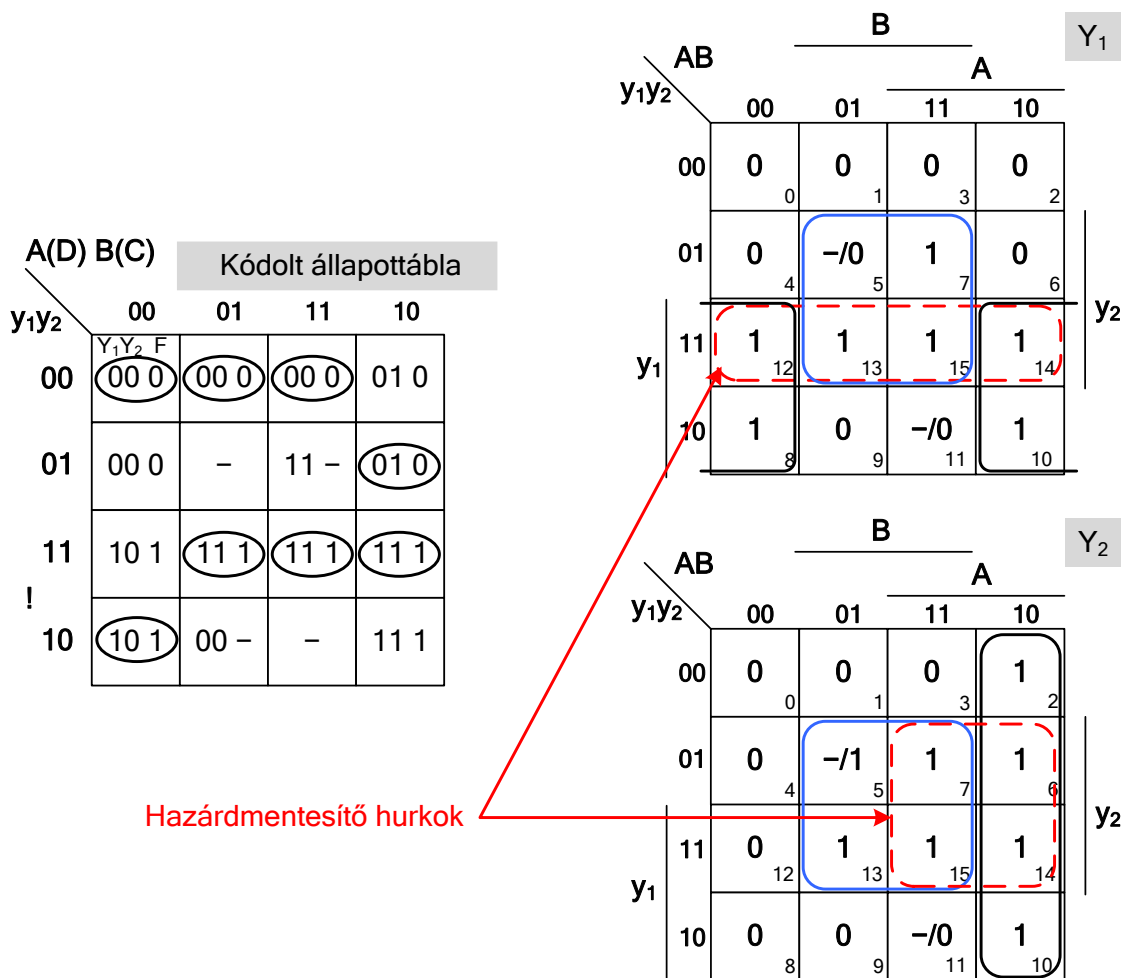 B
Y₁
AB
A
y₁y₂
00 01 11 10
00 0 0 0 0
0 1 3 2
01 0 –/0 1 0
4 5 7 6
y₂
y₁
11 1 1 1 1
12 13 15 14
10 1 0 –/0 1
8 9 11 10
A(D) B(C)
Kódolt állapottábla
y₁y₂
00 01 11 10
Y₁Y₂ F
00 00 0 00 0 00 0 01 0
01 00 0 – 11 – 01 0
11 10 1 11 1 11 1 11 1
!
10 10 1 00 – – 11 1
Hazárdmentesítő hurkok
B
Y₂
AB
A
y₁y₂
00 01 11 10
00 0 0 0 1
0 1 3 2
01 0 –/1 1 1
4 5 7 6
y₂
11 0 1 1 1
12 13 15 14
y₁
10 0 0 –/0 1
8 9 11 10